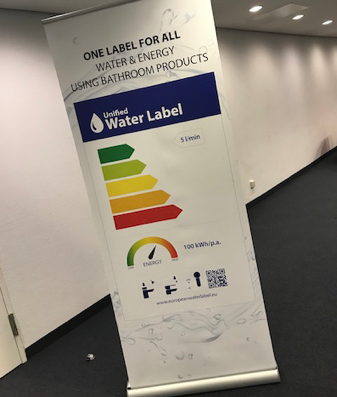 ONE LABEL FOR ALL
WATER & ENERGY
USING BATHROOM PRODUCTS
Unified
Water Label
5 l/min
100 kWh/p.a.
ENERGY
www.europeanwaterlabel.eu